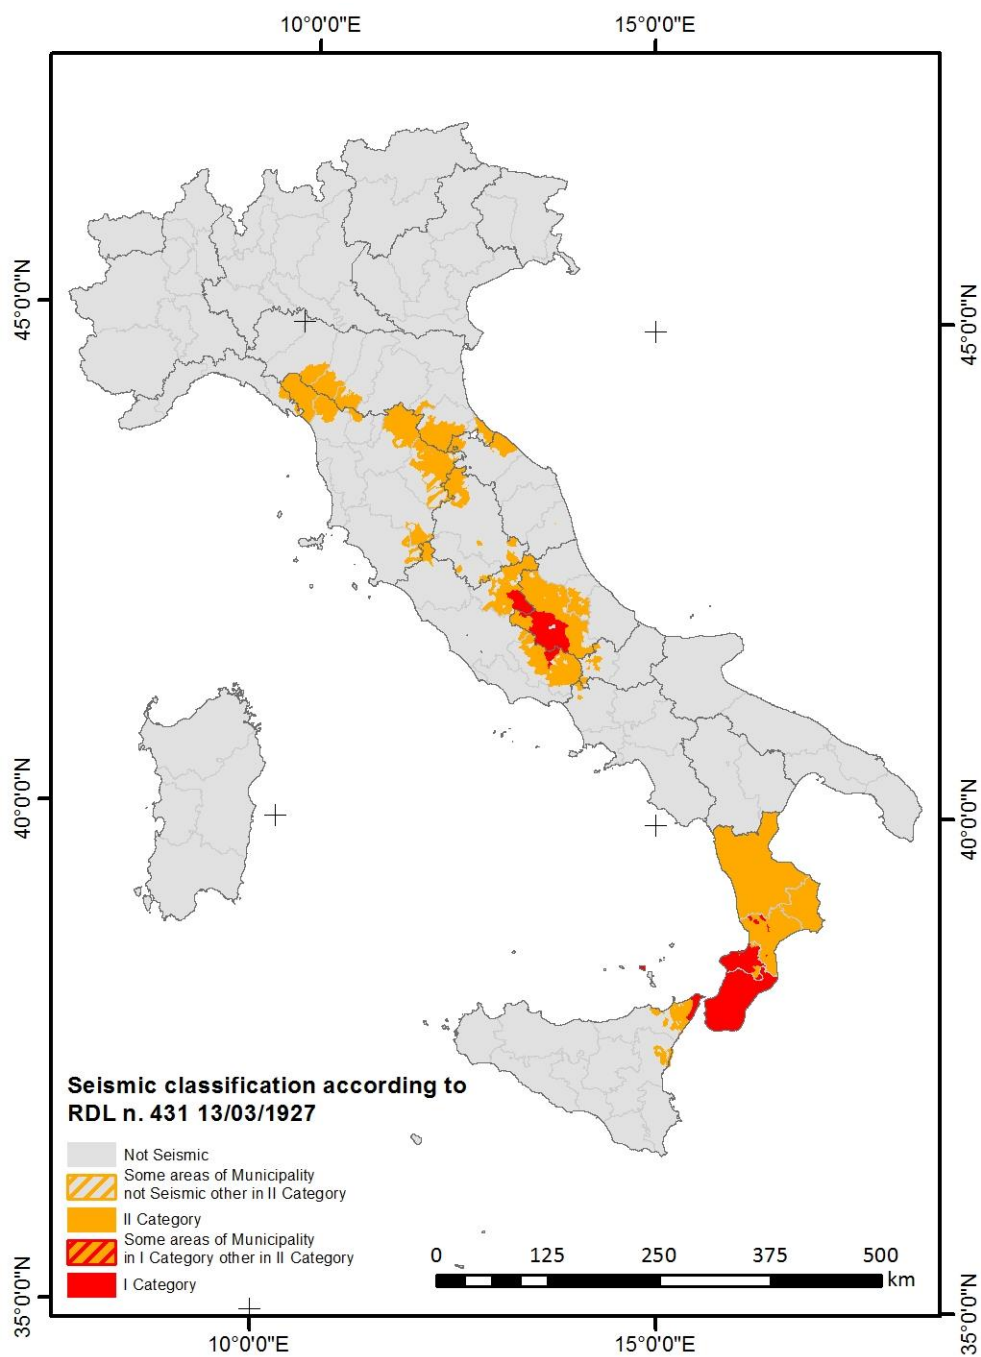 10°0'0"E 15°0'0"E
45°0'0"N
45°0'0"N
40°0'0"N
40°0'0"N
Seismic classification according to
RDL n. 431 13/03/1927
Not Seismic
Some areas of Municipality
not Seismic other in II Category
II Category
Some areas of Municipality
in I Category other in II Category
I Category
0 125 250 375 500
km
35°0'0"N
35°0'0"N
10°0'0"E 15°0'0"E